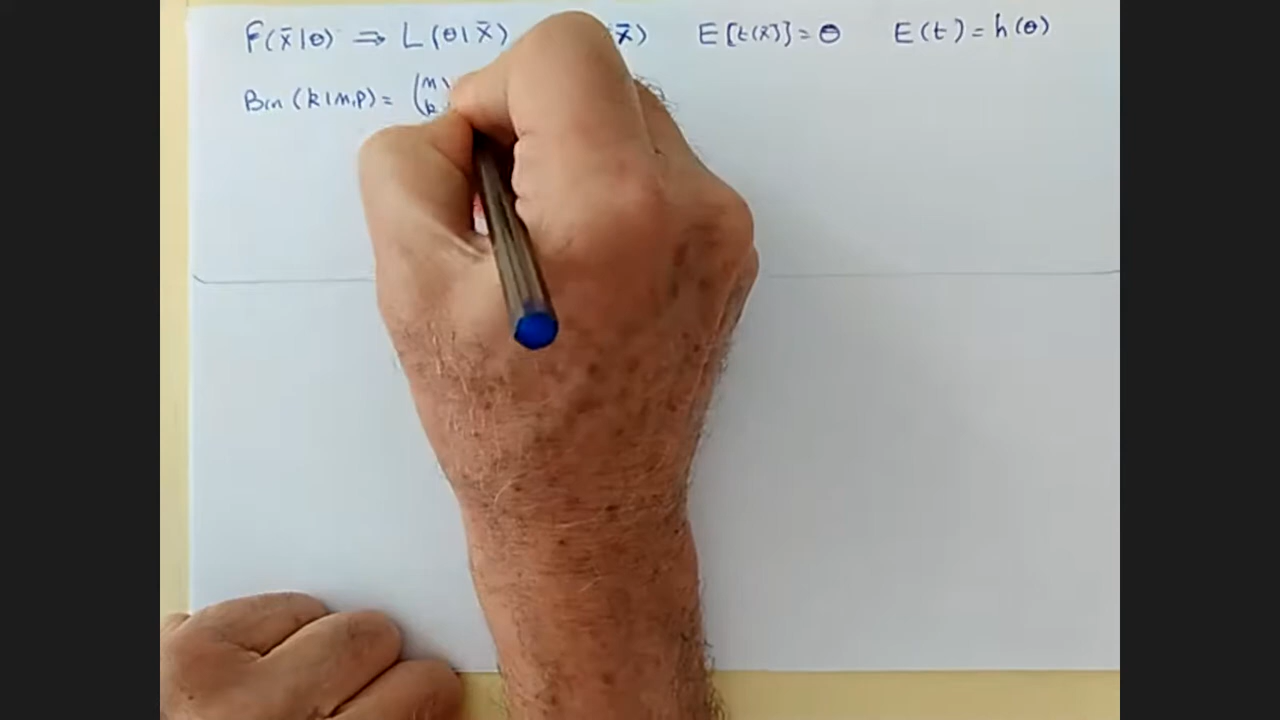 f(x̄|θ) ⇒ L(θ|x̄) x̄) E[t(x̄)] = θ E(t) = h(θ)
Bin(k|n,p) = (n k